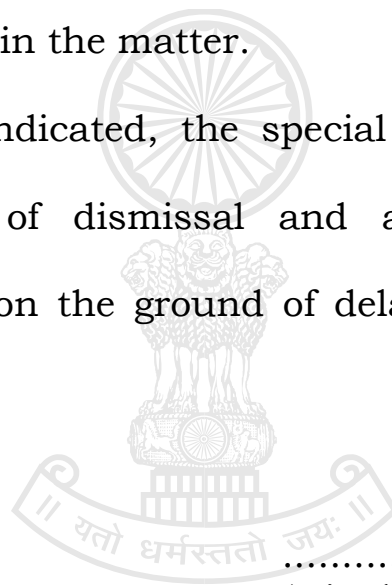 in the matter.
ndicated, the special
of dismissal and a
on the ground of dela
॥ यतो धर्मस्ततो जयः ॥
..........